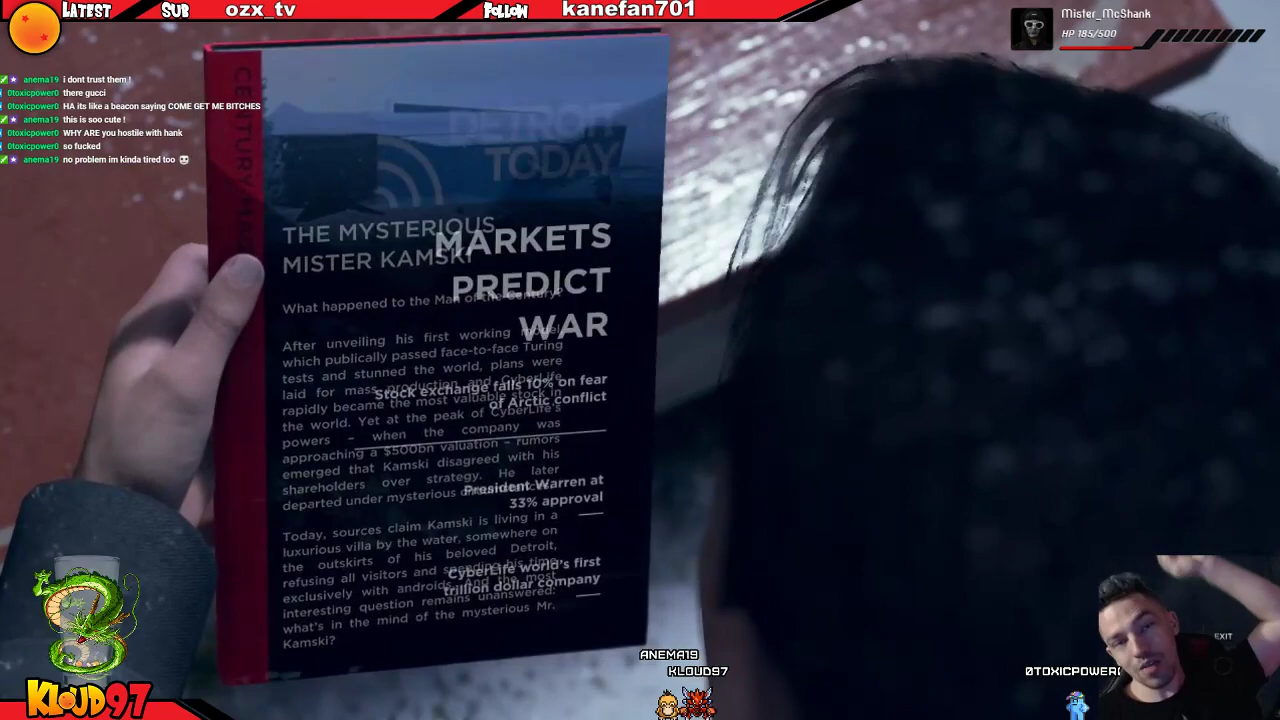 LATEST SUB ozx_tv FOLLOW kanefan701
Mister_McShank
HP 185/500
anema19 i dont trust them !
0toxicpower0 there gucci
0toxicpower0 HA its like a beacon saying COME GET ME BITCHES
anema19 this is soo cute !
0toxicpower0 WHY ARE you hostile with hank
0toxicpower0 so fucked
anema19 no problem im kinda tired too
CENTURY
DETROIT
TODAY
THE MYSTERIOUS
MISTER KAMSKI
What happened to the Man of the Century?
After unveiling his first working model
which publically passed face-to-face Turing
tests and stunned the world, plans were
laid for mass production and CyberLife
rapidly became the most valuable stock in
the world. Yet at the peak of CyberLife's
powers – when the company was
approaching a $500bn valuation – rumors
emerged that Kamski disagreed with his
shareholders over strategy. He later
departed under mysterious
Today, sources claim Kamski is living in a
luxurious villa by the water, somewhere on
the outskirts of his beloved Detroit,
refusing all visitors and spending his time
exclusively with androids. And the most
interesting question remains unanswered:
what's in the mind of the mysterious Mr.
Kamski?
MARKETS
PREDICT
WAR
Stock exchange falls 10% on fear
of Arctic conflict
President Warren at
33% approval
CyberLife world's first
trillion dollar company
ANEMA19
KLOUD97
0TOXICPOWER
EXIT
KLOUD97